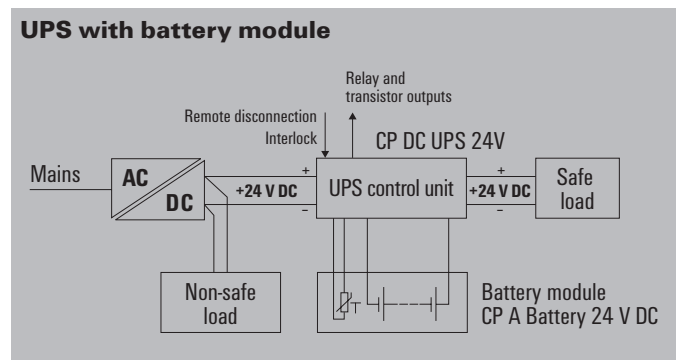 UPS with battery module
Relay and
transistor outputs
Remote disconnection
Interlock
CP DC UPS 24V
Mains
AC
DC
+
+24 V DC
–
UPS control unit
+
+24 V DC
–
Safe
load
Non-safe
load
T
Battery module
CP A Battery 24 V DC